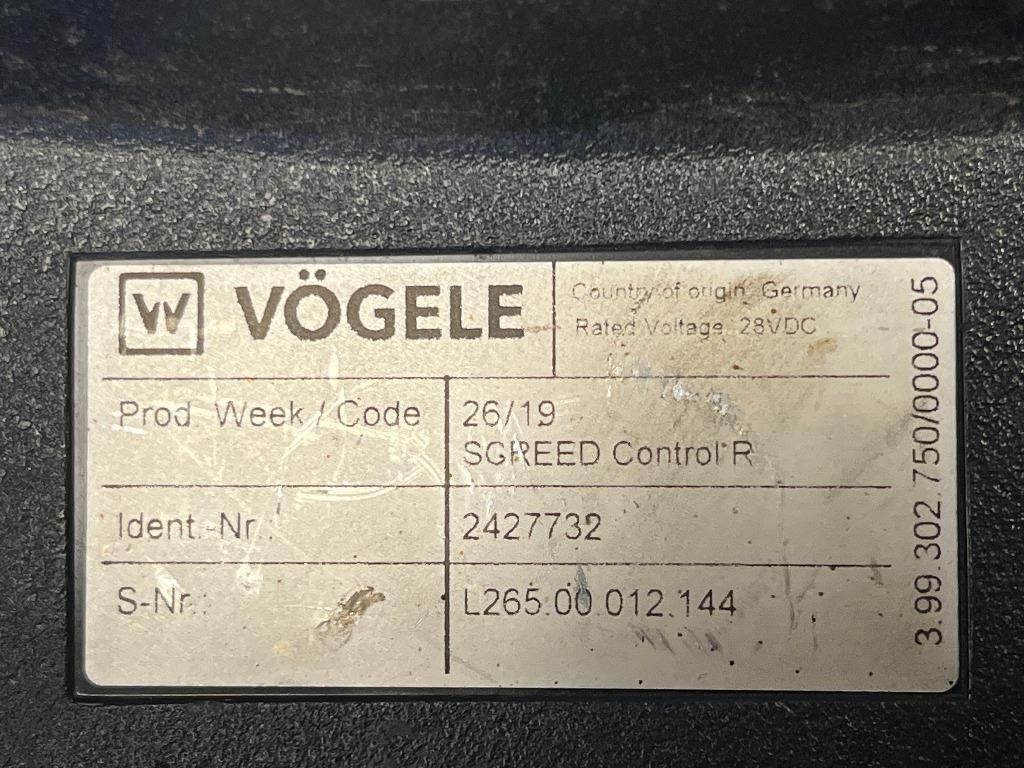 W VÖGELE
Country of origin: Germany
Rated Voltage: 28VDC
Prod. Week / Code
26/19
SCREED Control R
Ident.-Nr.:
2427732
S-Nr.:
L265.00.012.144
3.99.302.750/0000-05